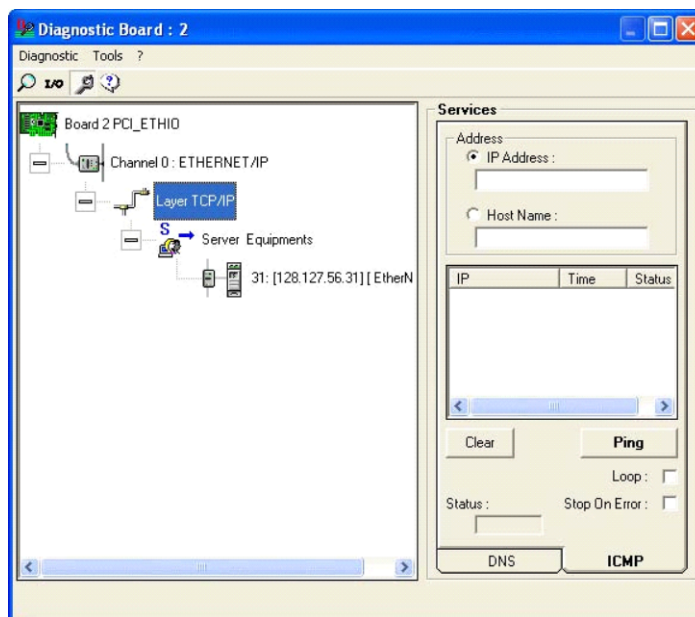 Diagnostic Board : 2
Diagnostic Tools ?
I/O
Board 2 PCI_ETHIO
Channel 0 : ETHERNET/IP
Layer TCP/IP
S
Server Equipments
31: [128.127.56.31] [ EtherN
Services
Address
IP Address :
Host Name :
IP Time Status
Clear Ping
Loop :
Status : Stop On Error :
DNS ICMP